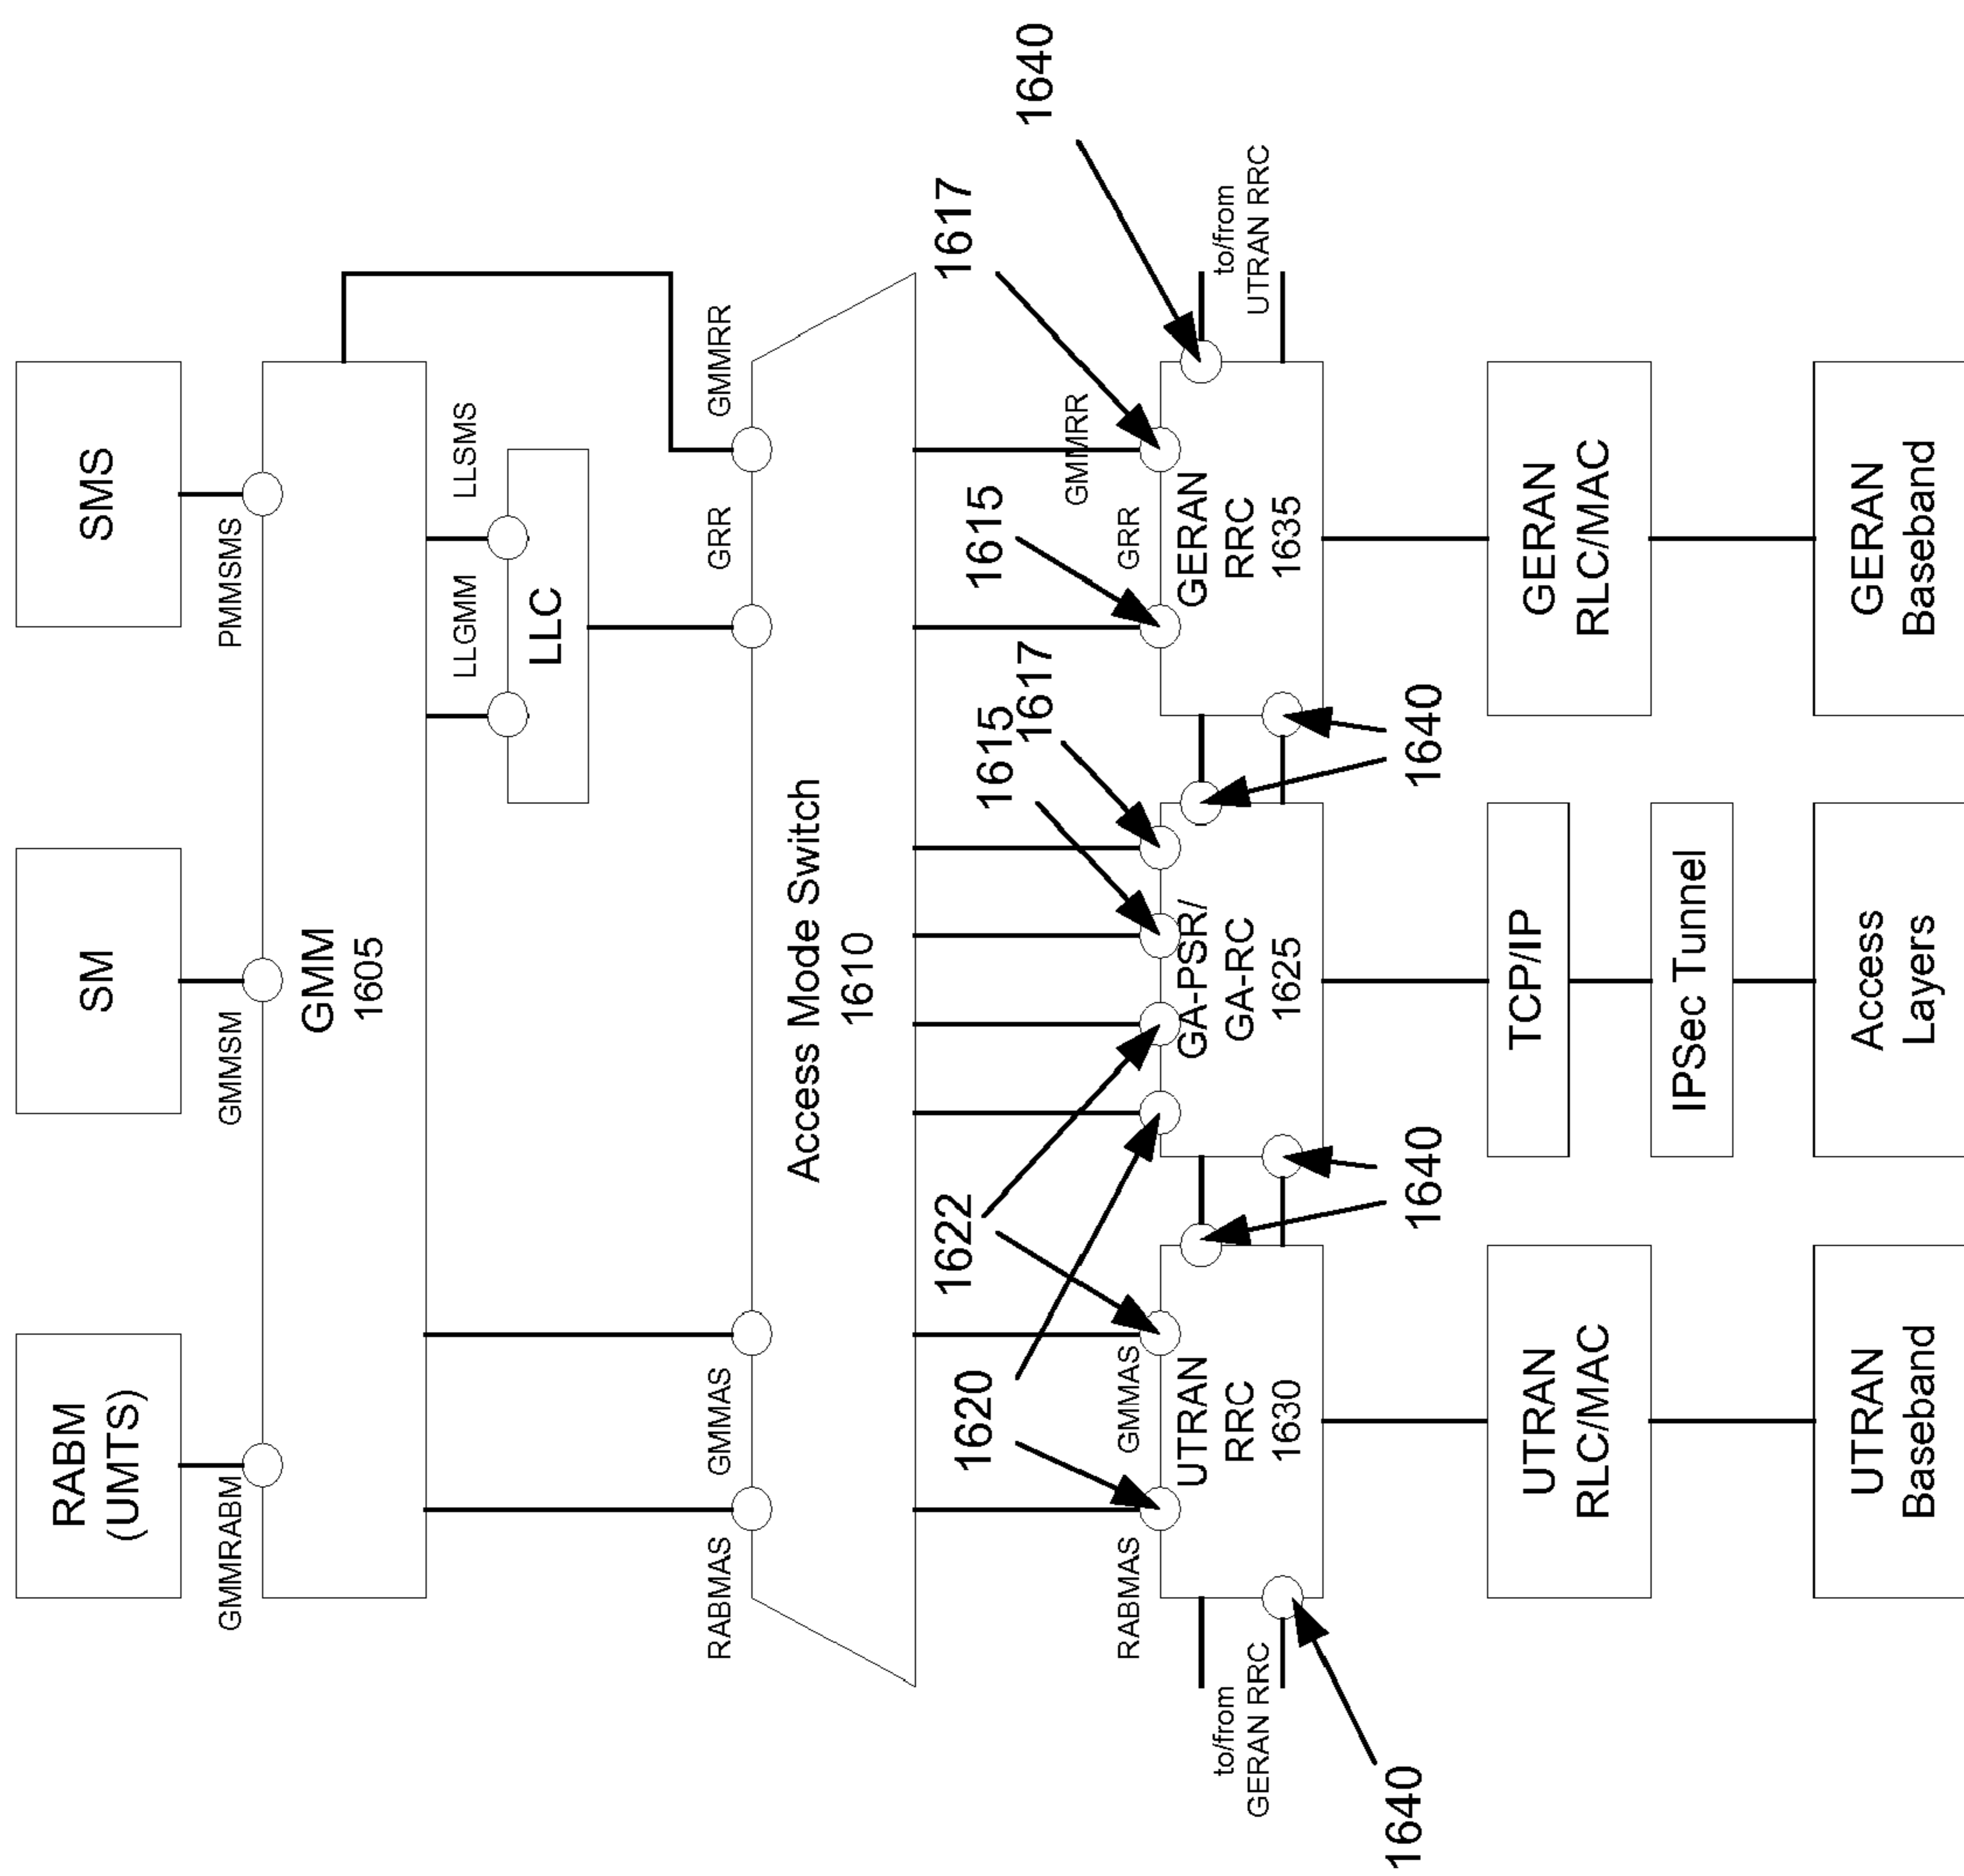 RABM
(UMTS)
SM
SMS
GMMRABM
GMMSM
PMMSMS
GMM
1605
LLGMM
LLSMS
LLC
RABMAS
GMMAS
GRR
GMMRR
Access Mode Switch
1610
1620
1622
1615
1617
1615
1617
1640
RABMAS
GMMAS
GRR
GMMRR
to/from
GERAN RRC
UTRAN
RRC
1630
GA-PSR/
GA-RC
1625
GERAN
RRC
1635
to/from
UTRAN RRC
1640
1640
1640
UTRAN
RLC/MAC
TCP/IP
IPSec Tunnel
GERAN
RLC/MAC
UTRAN
Baseband
Access
Layers
GERAN
Baseband